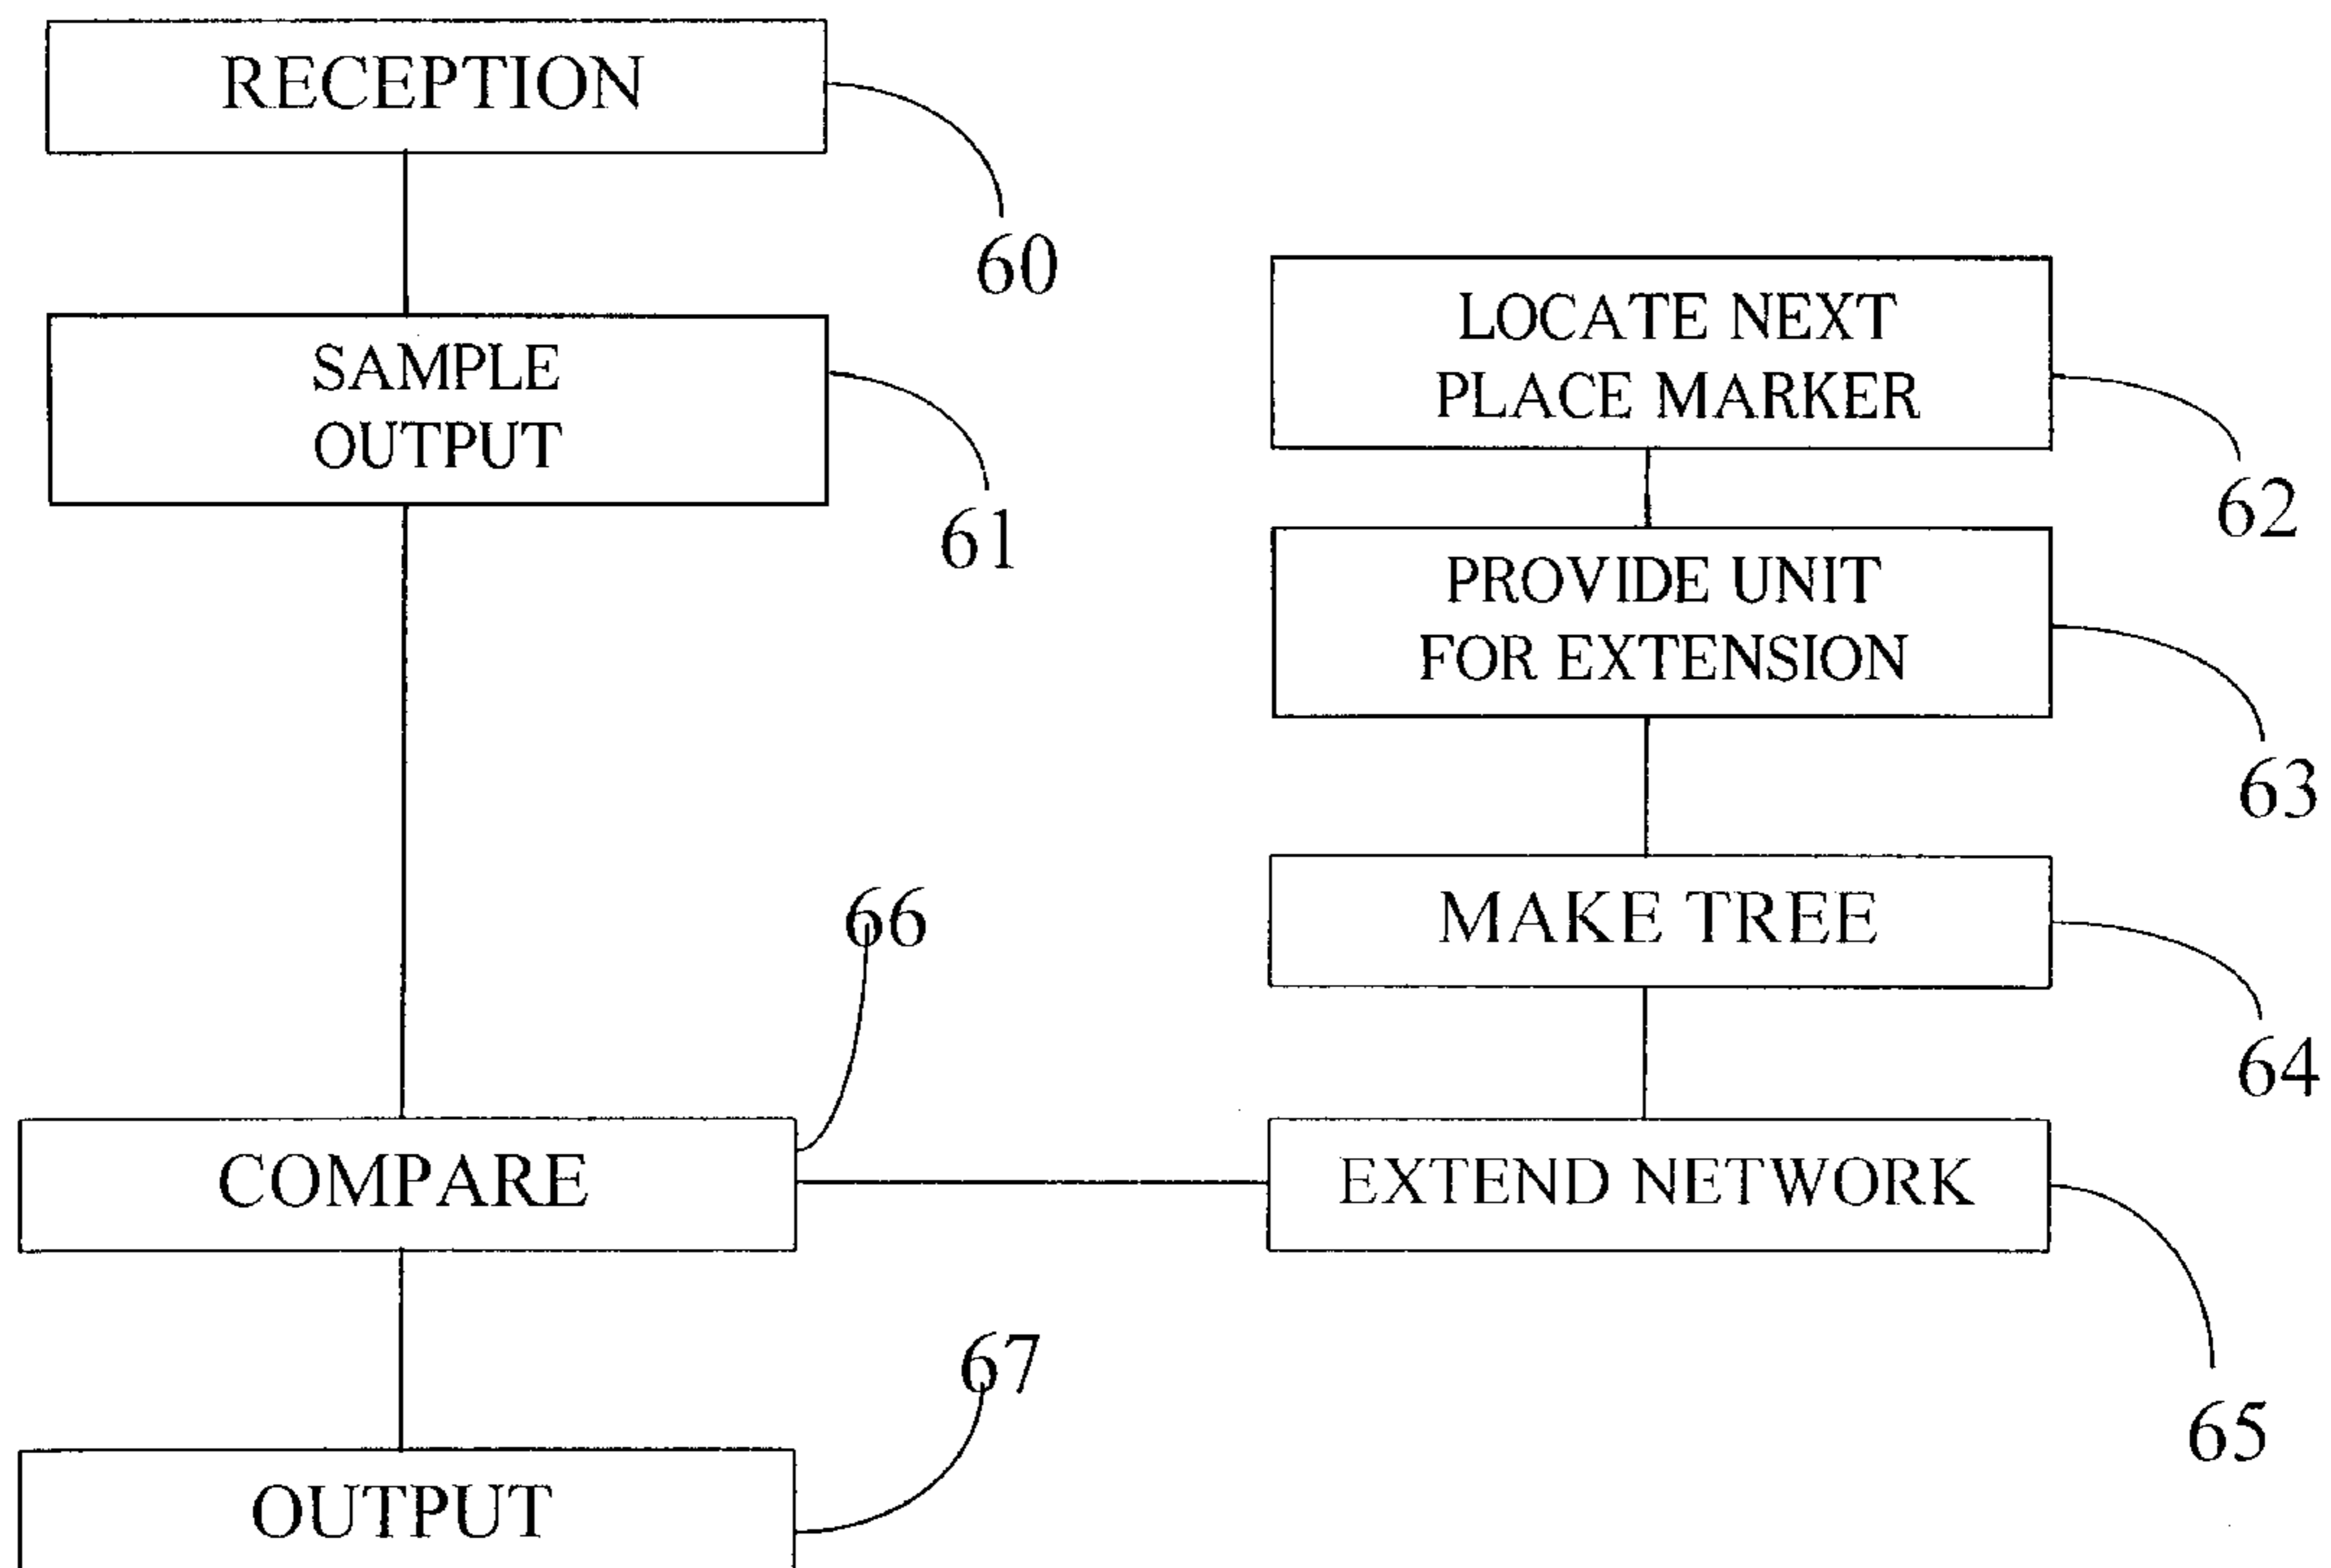 RECEPTION
60
SAMPLE
OUTPUT
61
LOCATE NEXT
PLACE MARKER
62
PROVIDE UNIT
FOR EXTENSION
63
MAKE TREE
64
66
COMPARE
EXTEND NETWORK
65
67
OUTPUT